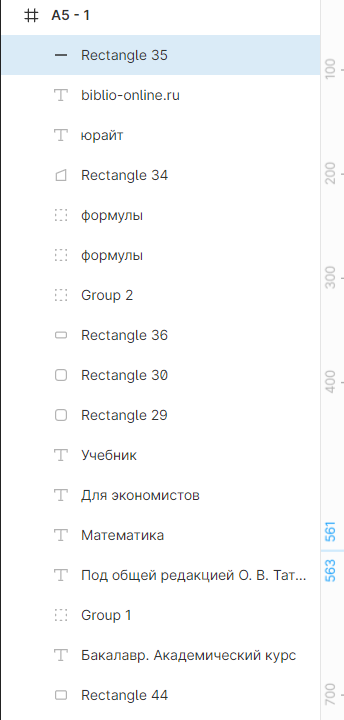 A5 - 1
Rectangle 35
biblio-online.ru
юрайт
Rectangle 34
формулы
формулы
Group 2
Rectangle 36
Rectangle 30
Rectangle 29
Учебник
Для экономистов
Математика
Под общей редакцией О. В. Тат...
Group 1
Бакалавр. Академический курс
Rectangle 44
100
200
300
400
561
563
700